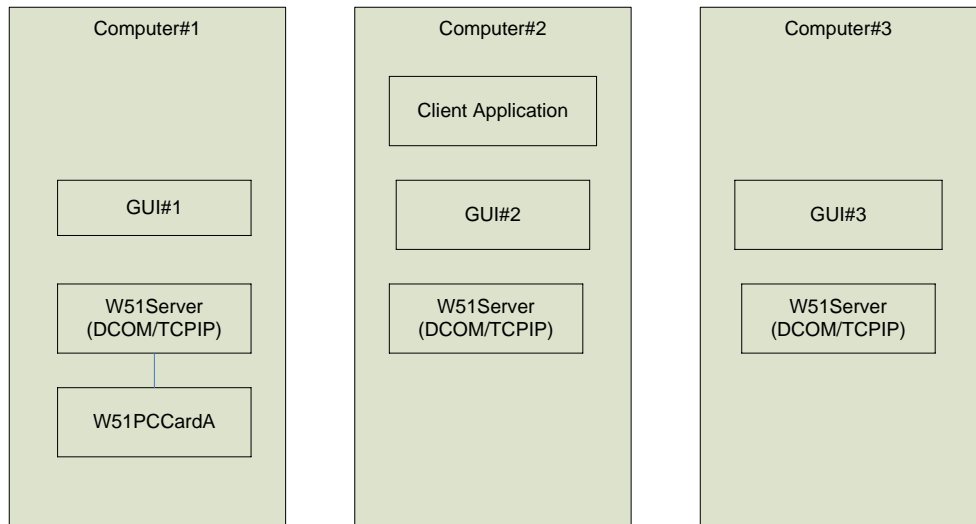 Computer#1
GUI#1
W51Server
(DCOM/TCPIP)
W51PCCardA
Computer#2
Client Application
GUI#2
W51Server
(DCOM/TCPIP)
Computer#3
GUI#3
W51Server
(DCOM/TCPIP)